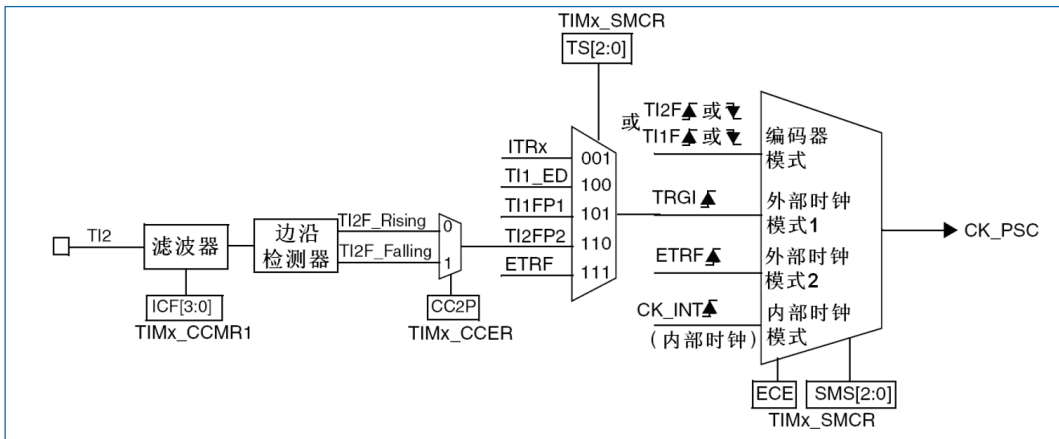 TIMx_SMCR
TS[2:0]
TI2F 或
或
TI1F 或
编码器
模式
ITRx
001
TI1_ED
100
TI1FP1
101
TRGI
外部时钟
模式1
CK_PSC
TI2
滤波器
边沿
检测器
TI2F_Rising
0
TI2F_Falling
1
TI2FP2
110
ETRF
111
ETRF
外部时钟
模式2
ICF[3:0]
TIMx_CCMR1
CC2P
TIMx_CCER
CK_INT
(内部时钟)
内部时钟
模式
ECE
SMS[2:0]
TIMx_SMCR